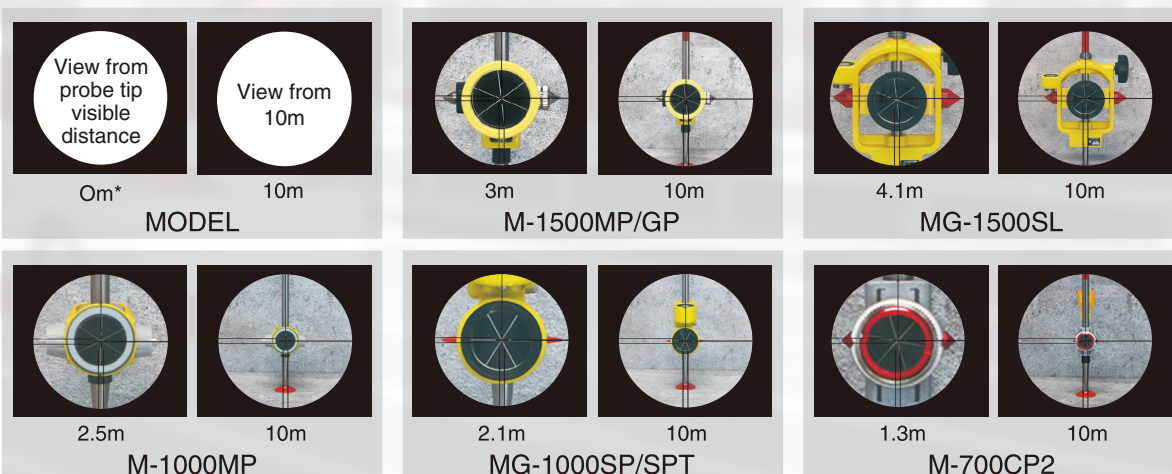 View from
probe tip
visible
distance
View from
10m
Om*
10m
MODEL
3m
10m
M-1500MP/GP
4.1m
10m
MG-1500SL
2.5m
10m
M-1000MP
2.1m
10m
MG-1000SP/SPT
1.3m
10m
M-700CP2